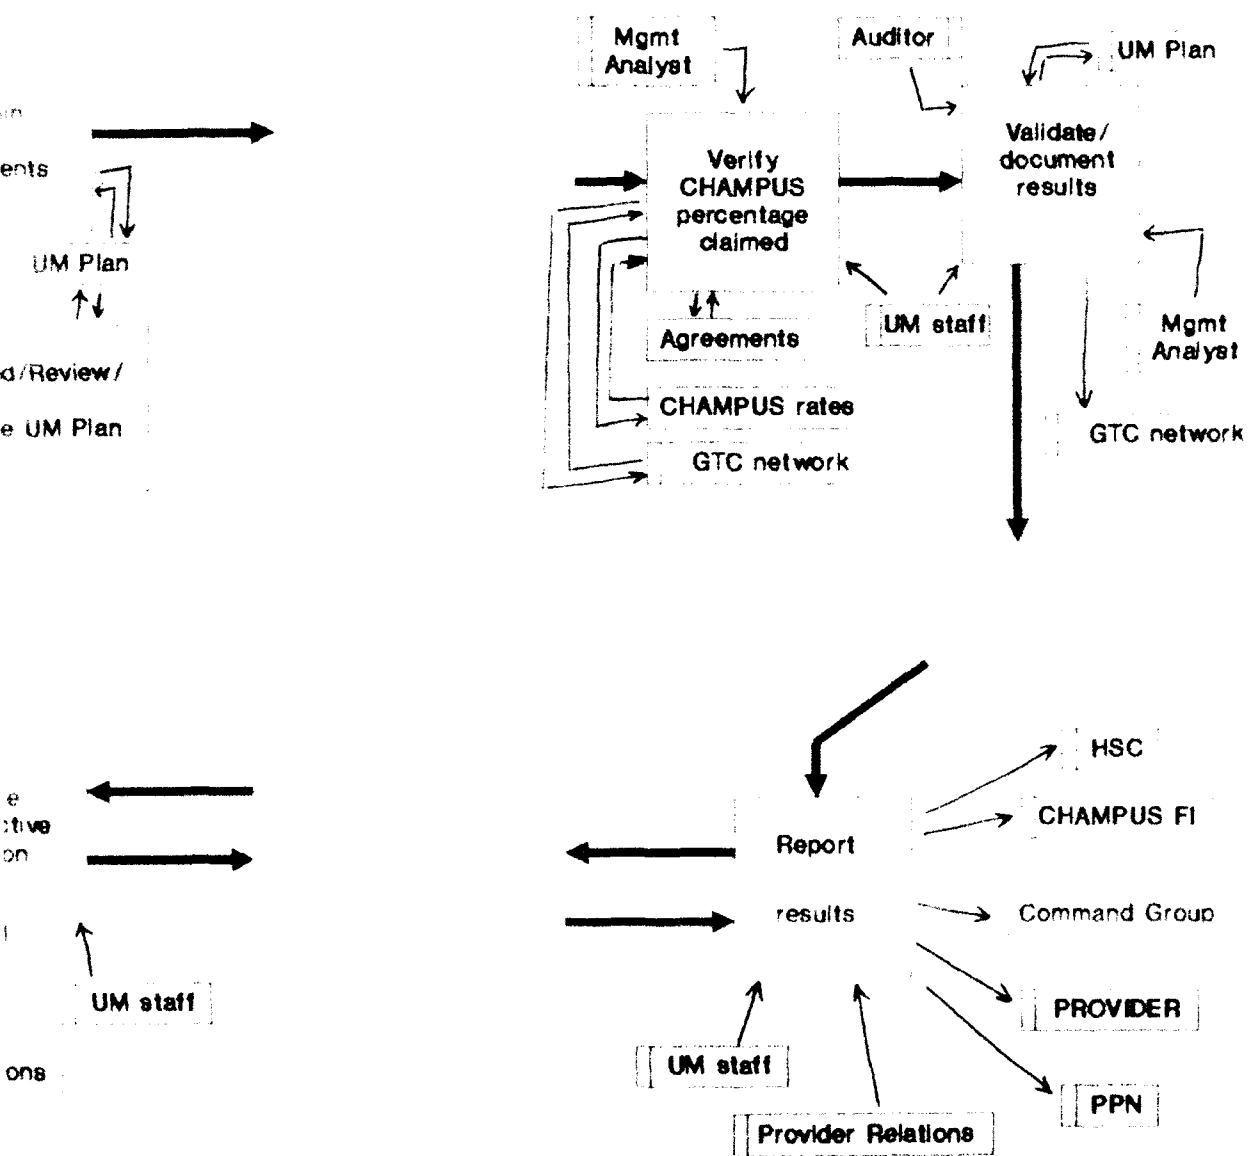 Mgmt
Analyst
Auditor
UM Plan
ents
Verify
CHAMPUS
percentage
claimed
Validate/
document
results
UM Plan
Agreements
UM staff
Mgmt
Analyst
d/Review/
e UM Plan
CHAMPUS rates
GTC network
GTC network
HSC
e
ctive
on
CHAMPUS FI
Report
results
Command Group
UM staff
PROVIDER
UM staff
ons
PPN
Provider Relations